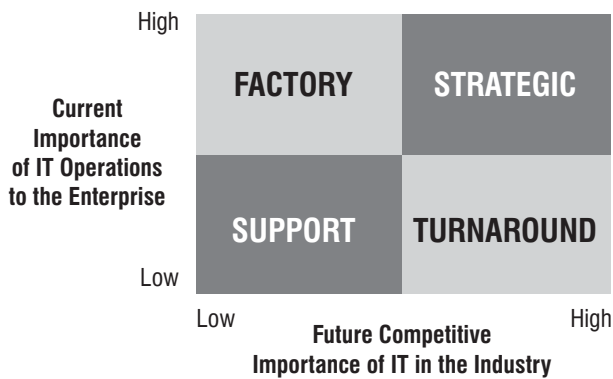 High
FACTORY
STRATEGIC
Current
Importance
of IT Operations
to the Enterprise
SUPPORT
TURNAROUND
Low
Low
High
Future Competitive
Importance of IT in the Industry